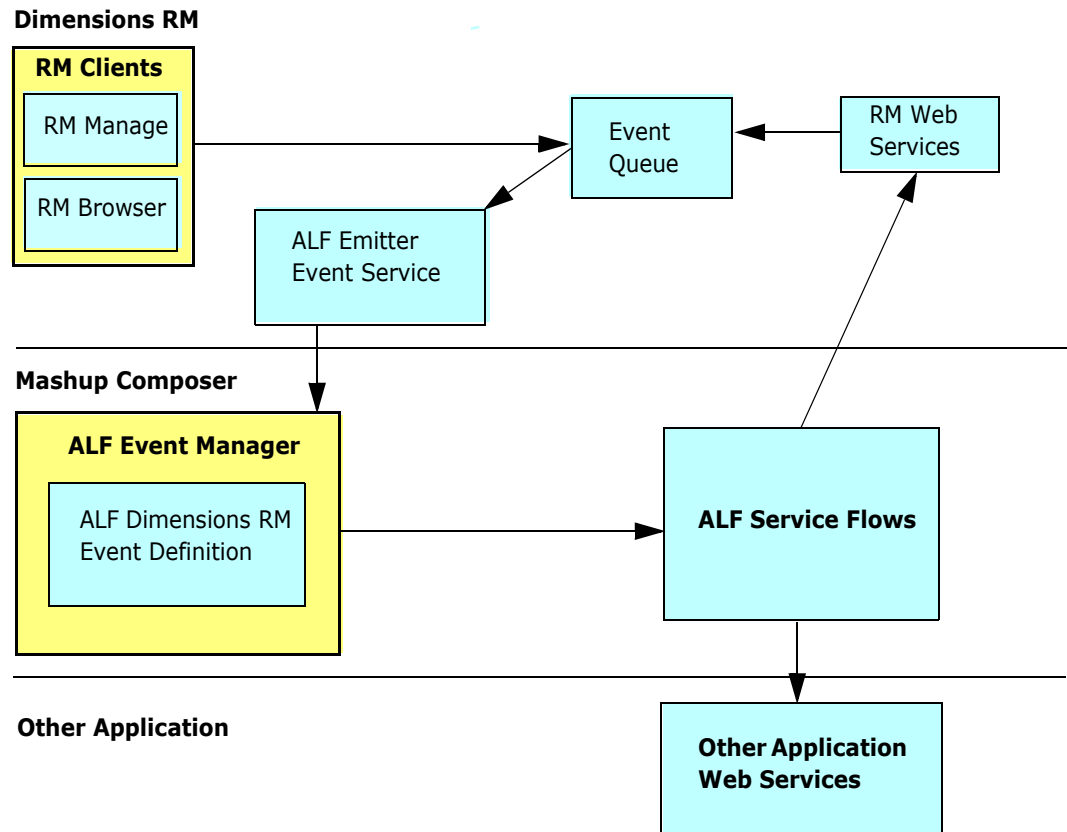 Dimensions RM
RM Clients
RM Manage
RM Browser
Event
Queue
RM Web
Services
ALF Emitter
Event Service
Mashup Composer
ALF Event Manager
ALF Dimensions RM
Event Definition
ALF Service Flows
Other Application
Other Application
Web Services